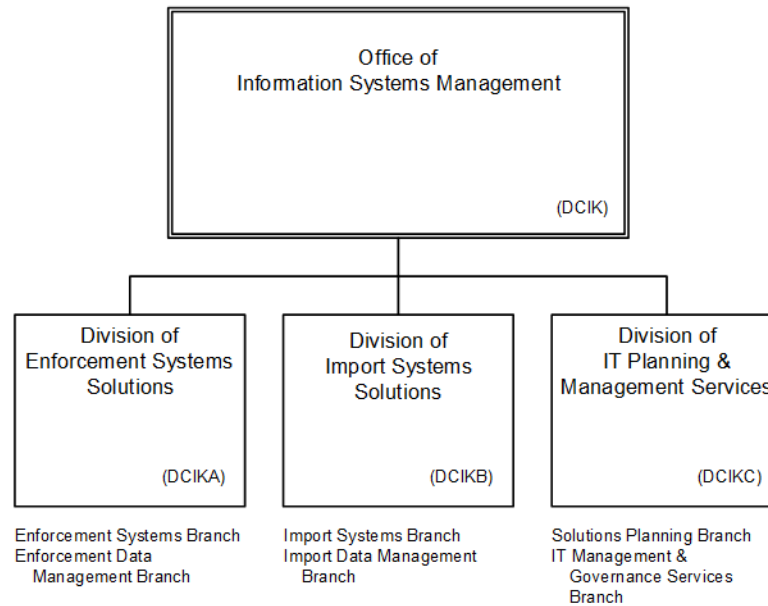 Office of
Information Systems Management
(DCIK)
Division of
Enforcement Systems
Solutions
(DCIKA)
Division of
Import Systems
Solutions
(DCIKB)
Division of
IT Planning &
Management Services
(DCIKC)
Enforcement Systems Branch
Enforcement Data
Management Branch
Import Systems Branch
Import Data Management
Branch
Solutions Planning Branch
IT Management &
Governance Services
Branch